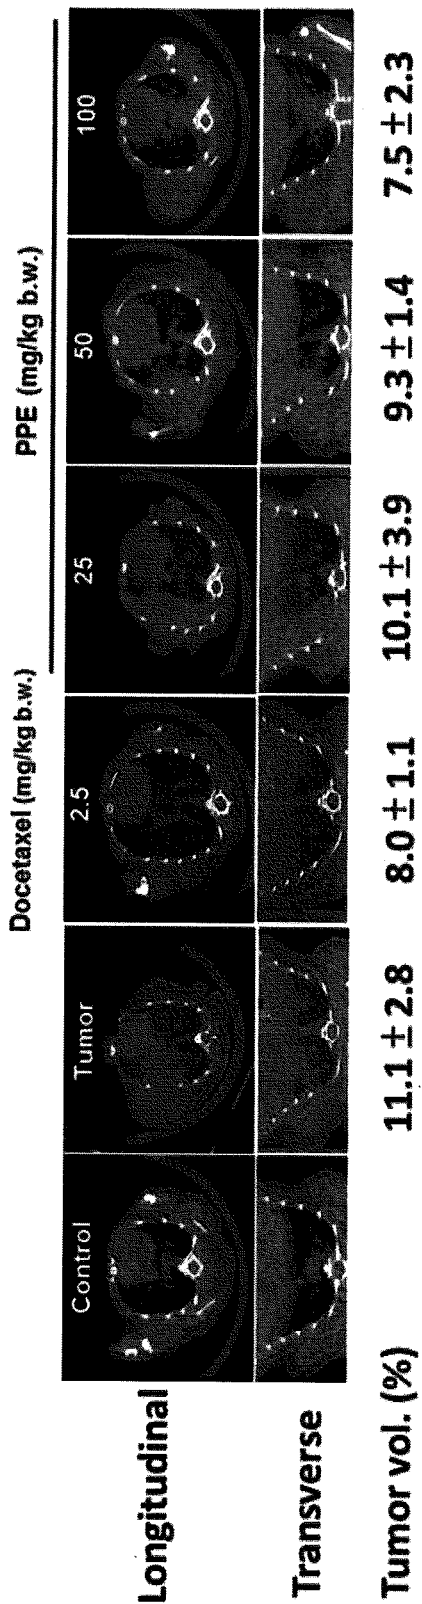 Docetaxel (mg/kg b.w.) PPE (mg/kg b.w.)
Control Tumor 2.5 25 50 100
Longitudinal
Transverse
Tumor vol. (%) 11.1 ± 2.8 8.0 ± 1.1 10.1 ± 3.9 9.3 ± 1.4 7.5 ± 2.3